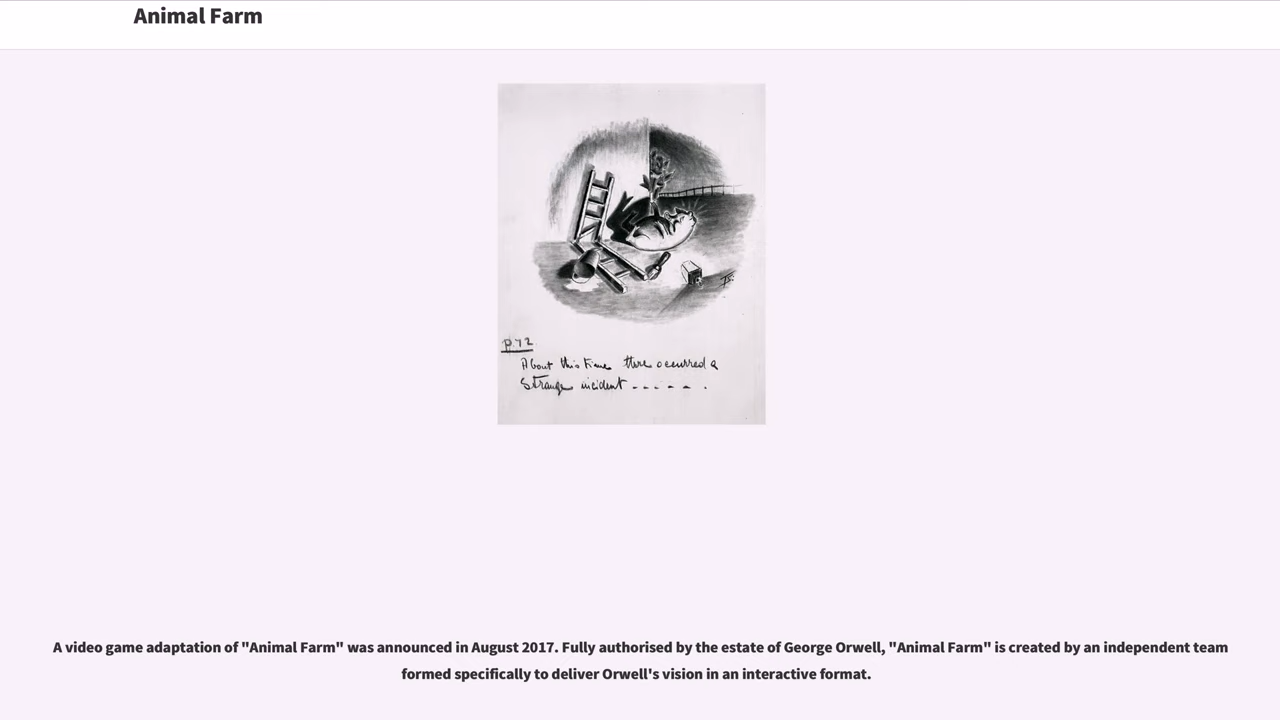 Animal Farm
p.72
About this time there occurred a
strange incident - - - - - .
A video game adaptation of "Animal Farm" was announced in August 2017. Fully authorised by the estate of George Orwell, "Animal Farm" is created by an independent team
formed specifically to deliver Orwell's vision in an interactive format.